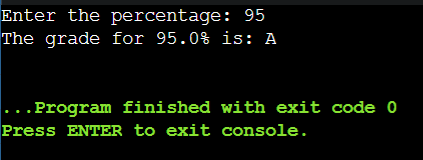 Enter the percentage: 95
The grade for 95.0% is: A
...Program finished with exit code 0
Press ENTER to exit console.